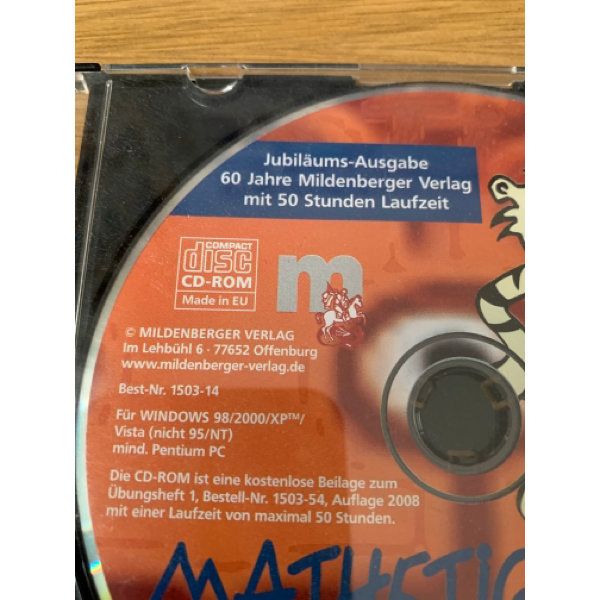 Jubiläums-Ausgabe
60 Jahre Mildenberger Verlag
mit 50 Stunden Laufzeit
COMPACT
disc
CD-ROM
Made in EU
m
© MILDENBERGER VERLAG
Im Lehbühl 6 · 77652 Offenburg
www.mildenberger-verlag.de
Best-Nr. 1503-14
Für WINDOWS 98/2000/XP™/
Vista (nicht 95/NT)
mind. Pentium PC
Die CD-ROM ist eine kostenlose Beilage zum
Übungsheft 1, Bestell-Nr. 1503-54, Auflage 2008
mit einer Laufzeit von maximal 50 Stunden.
MATHETIG